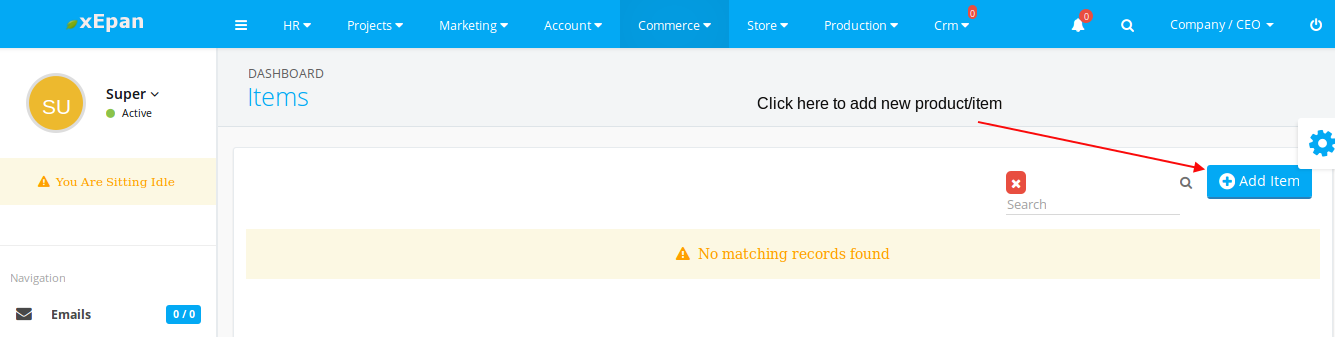 xEpan
HR Projects Marketing Account Commerce Store Production Crm 0 0 Company / CEO
DASHBOARD
Items
SU
Super
Active
Click here to add new product/item
Add Item
You Are Sitting Idle
Search
No matching records found
Navigation
Emails 0 / 0